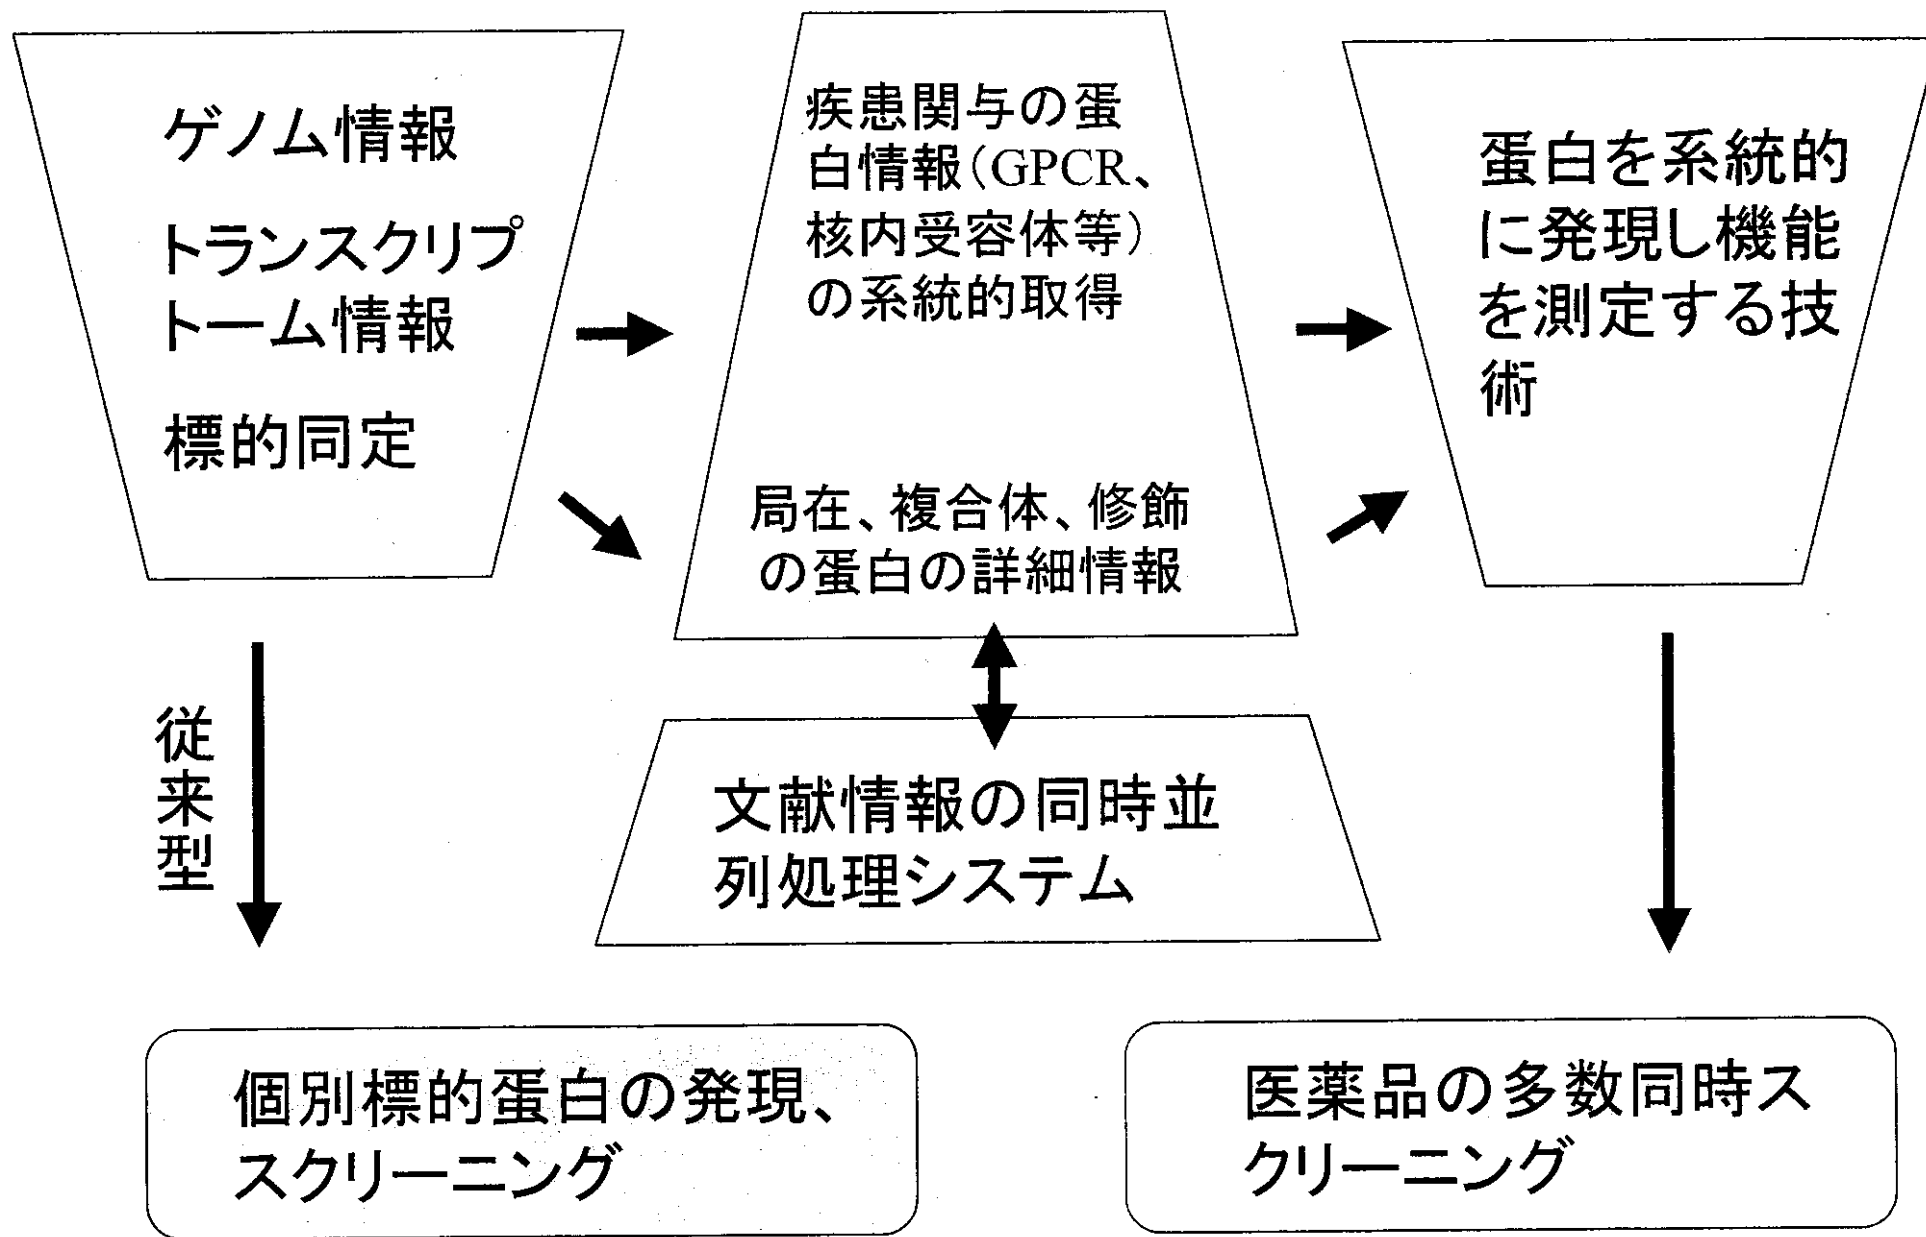 ゲノム情報
トランスクリプ
トーム情報
標的同定
疾患関与の蛋
白情報(GPCR、
核内受容体等)
の系統的取得
局在、複合体、修飾
の蛋白の詳細情報
蛋白を系統的
に発現し機能
を測定する技
術
従来型
文献情報の同時並
列処理システム
個別標的蛋白の発現、
スクリーニング
医薬品の多数同時ス
クリーニング